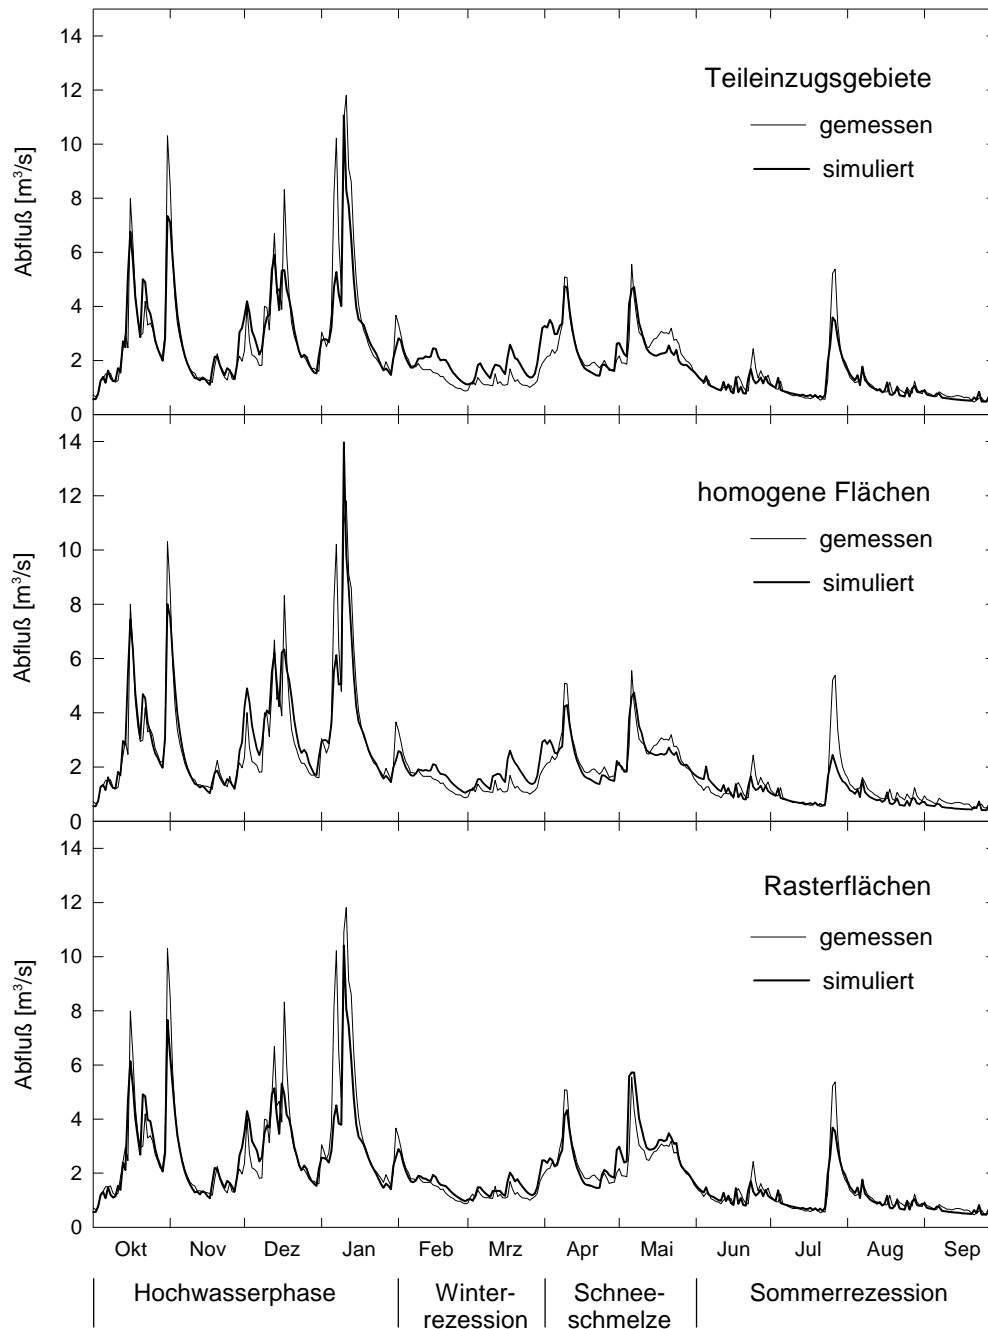 14
12
10
8
6
4
2
0
Abfluß [m³/s]
Teileinzugsgebiete
gemessen
simuliert
14
12
10
8
6
4
2
0
Abfluß [m³/s]
homogene Flächen
gemessen
simuliert
14
12
10
8
6
4
2
0
Abfluß [m³/s]
Rasterflächen
gemessen
simuliert
Okt Nov Dez Jan Feb Mrz Apr Mai Jun Jul Aug Sep
Hochwasserphase Winter- Schnee- Sommerrezession
rezession schmelze